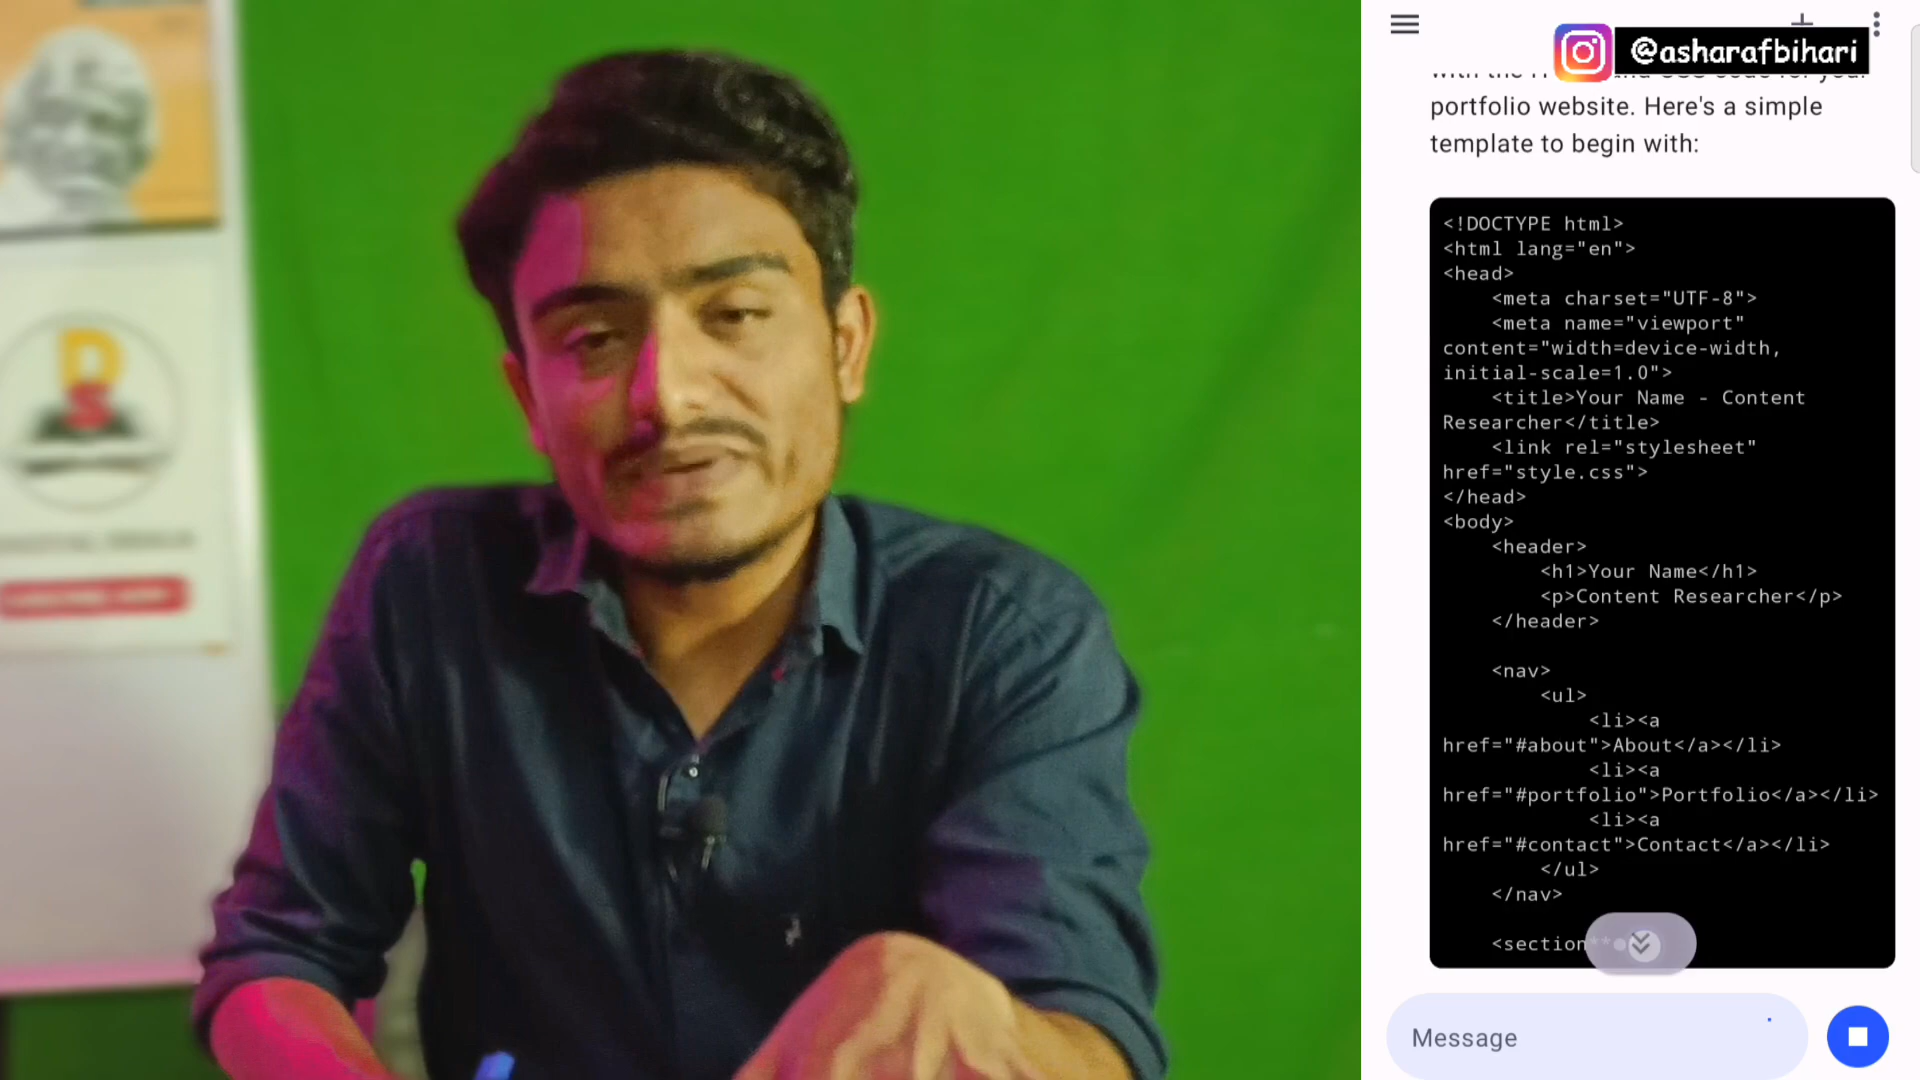 @asharafbihari
portfolio website. Here's a simple
template to begin with:
<!DOCTYPE html>
<html lang="en">
<head>
<meta charset="UTF-8">
<meta name="viewport"
content="width=device-width,
initial-scale=1.0">
<title>Your Name - Content
Researcher</title>
<link rel="stylesheet"
href="style.css">
</head>
<body>
<header>
<h1>Your Name</h1>
<p>Content Researcher</p>
</header>
<nav>
<ul>
<li><a
href="#about">About</a></li>
<li><a
href="#portfolio">Portfolio</a></li>
<li><a
href="#contact">Contact</a></li>
</ul>
</nav>
<section
Message
D
S